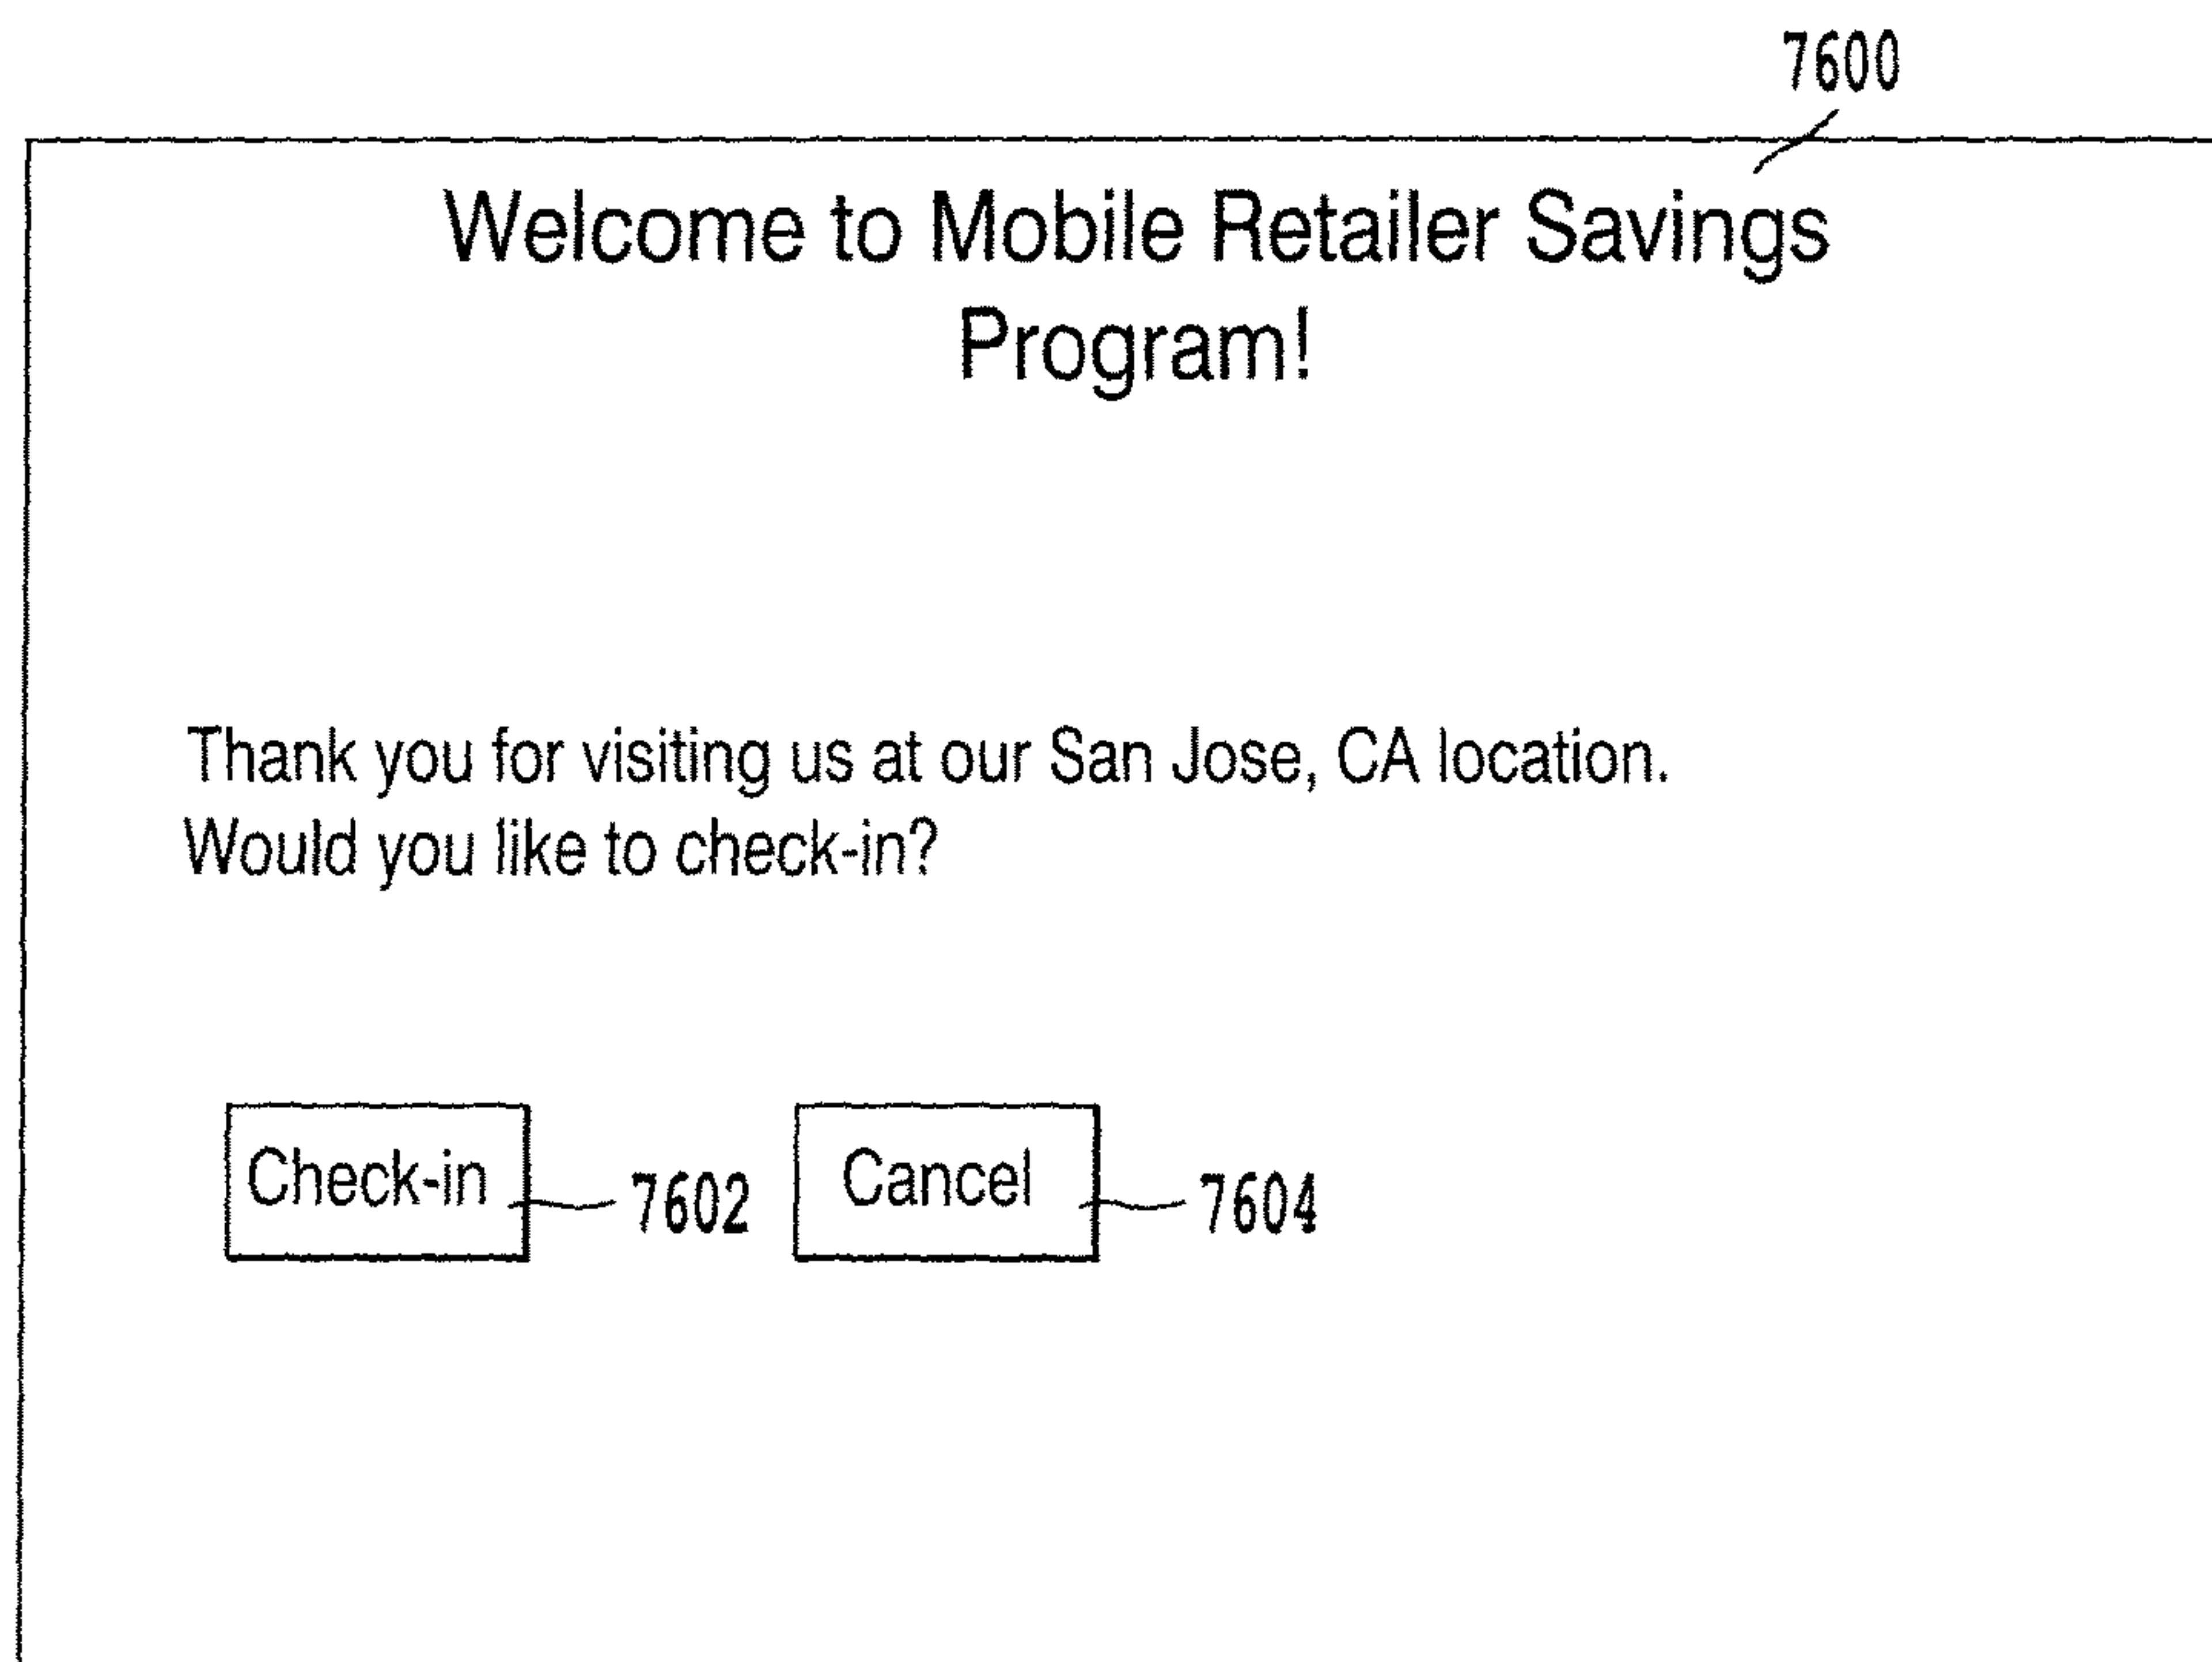 7600
Welcome to Mobile Retailer Savings
Program!
Thank you for visiting us at our San Jose, CA location.
Would you like to check-in?
Check-in 7602 Cancel 7604